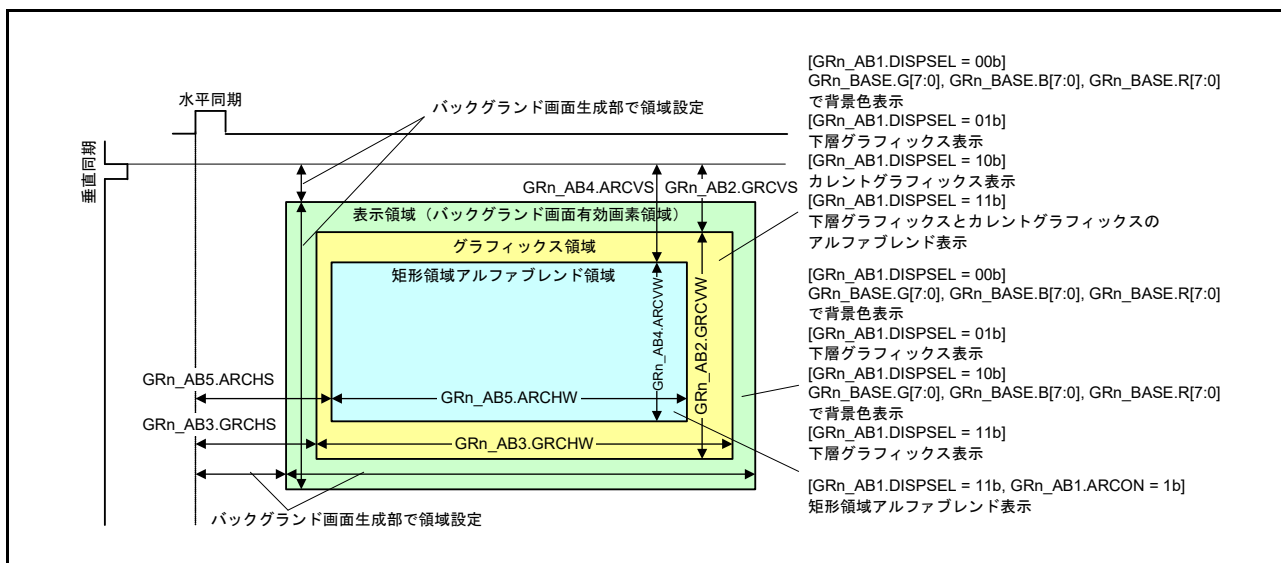 水平同期
垂直同期
バックグランド画面生成部で領域設定
GRn_AB4.ARCVS
GRn_AB2.GRCVS
表示領域（バックグランド画面有効画素領域）
グラフィックス領域
矩形領域アルファブレンド領域
GRn_AB4.ARCVW
GRn_AB2.GRCVW
GRn_AB5.ARCHS
GRn_AB5.ARCHW
GRn_AB3.GRCHS
GRn_AB3.GRCHW
バックグランド画面生成部で領域設定
[GRn_AB1.DISPSEL = 00b]
GRn_BASE.G[7:0], GRn_BASE.B[7:0], GRn_BASE.R[7:0]
で背景色表示
[GRn_AB1.DISPSEL = 01b]
下層グラフィックス表示
[GRn_AB1.DISPSEL = 10b]
カレントグラフィックス表示
[GRn_AB1.DISPSEL = 11b]
下層グラフィックスとカレントグラフィックスの
アルファブレンド表示
[GRn_AB1.DISPSEL = 00b]
GRn_BASE.G[7:0], GRn_BASE.B[7:0], GRn_BASE.R[7:0]
で背景色表示
[GRn_AB1.DISPSEL = 01b]
下層グラフィックス表示
[GRn_AB1.DISPSEL = 10b]
GRn_BASE.G[7:0], GRn_BASE.B[7:0], GRn_BASE.R[7:0]
で背景色表示
[GRn_AB1.DISPSEL = 11b]
下層グラフィックス表示
[GRn_AB1.DISPSEL = 11b, GRn_AB1.ARCON = 1b]
矩形領域アルファブレンド表示